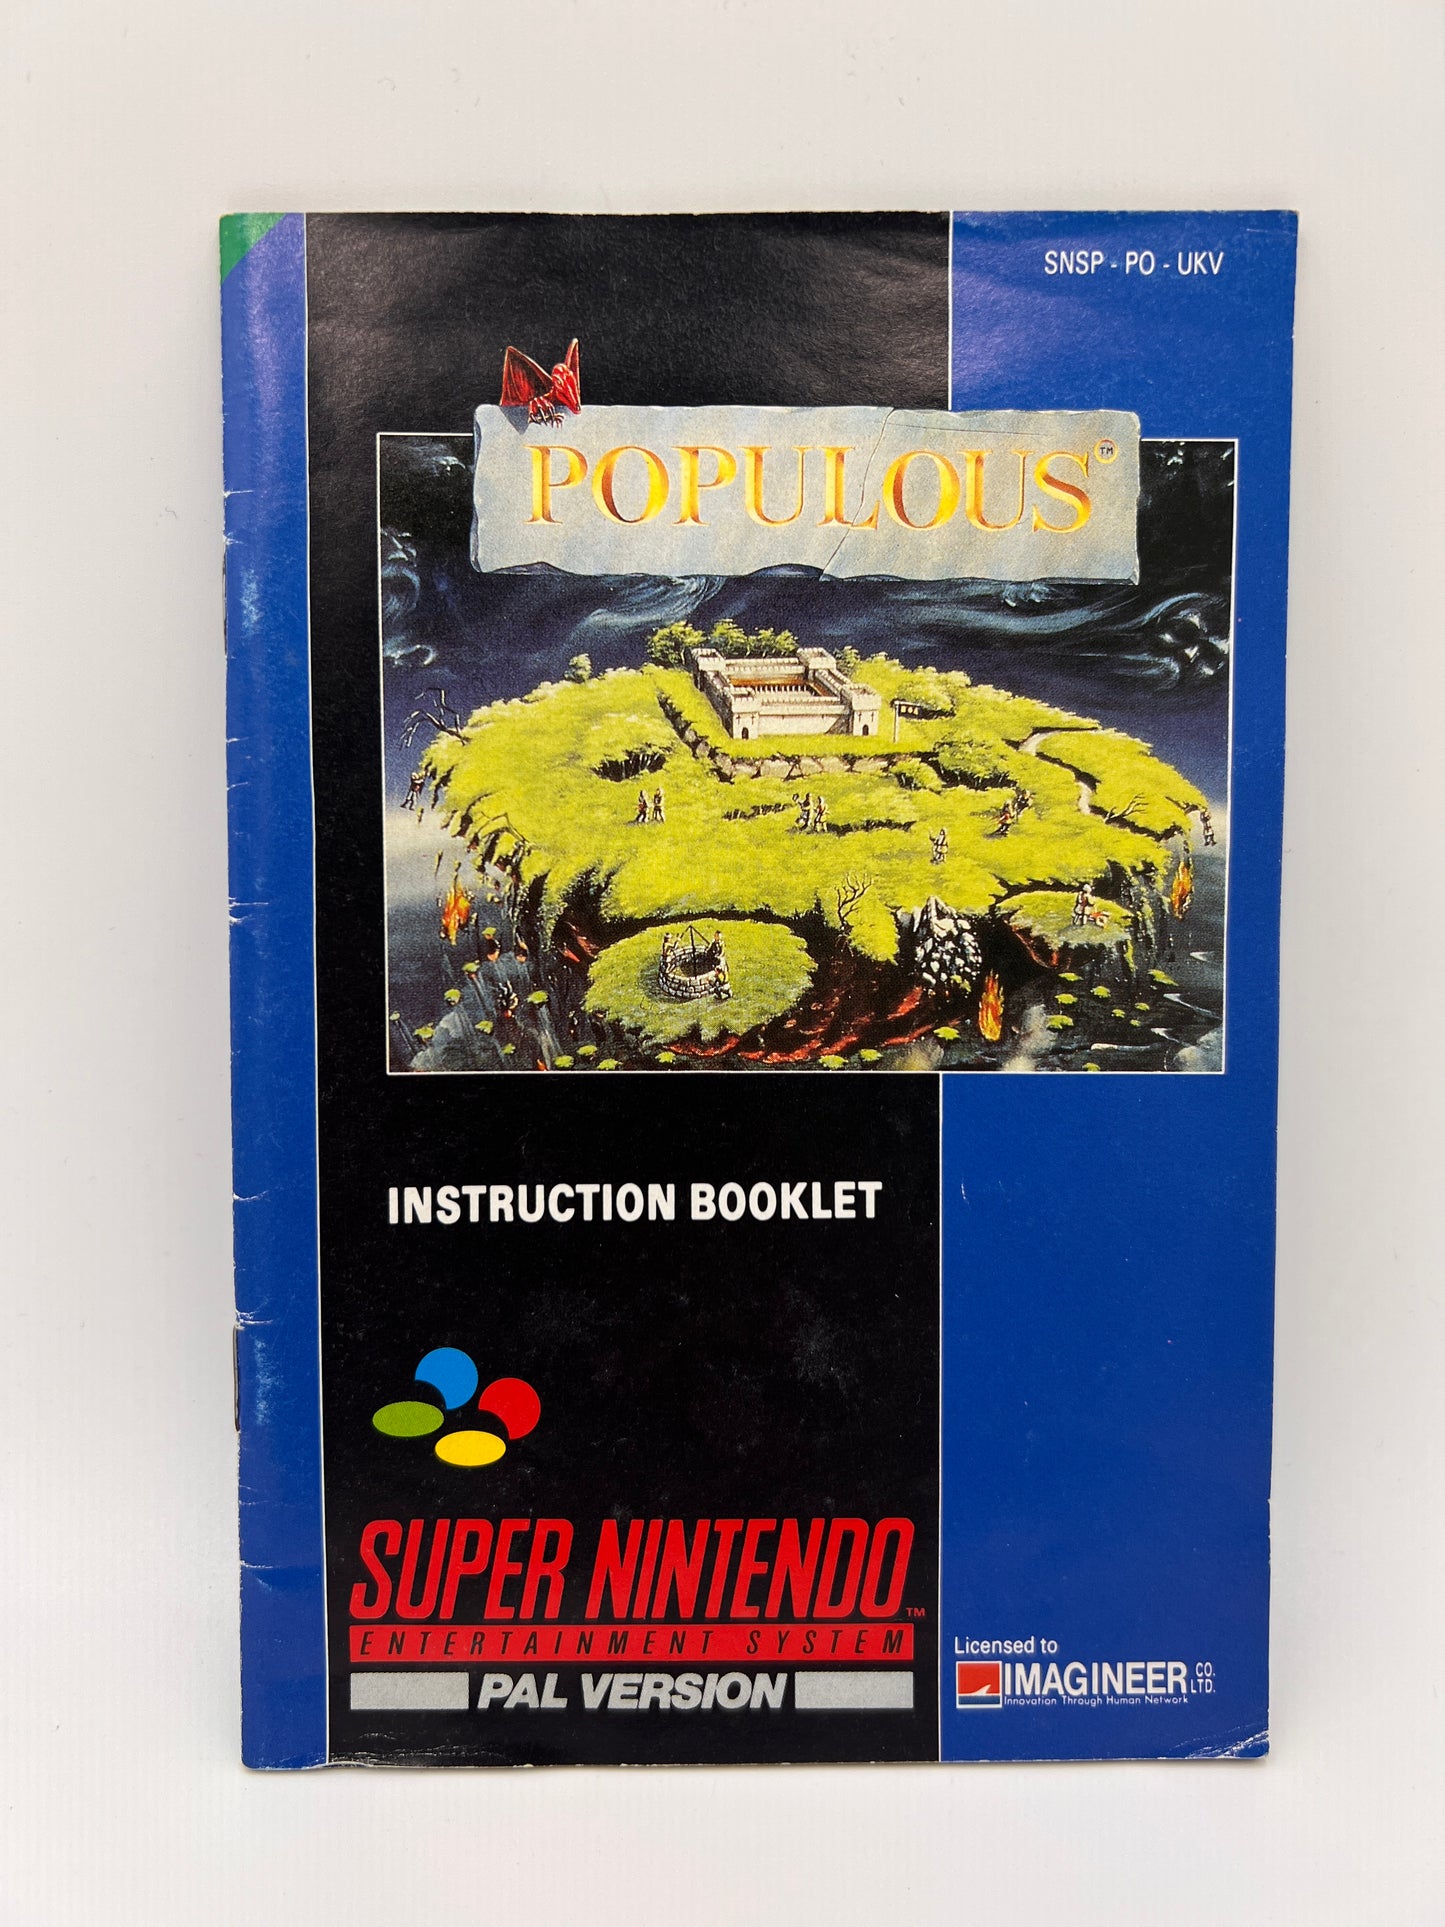 SNSP - PO - UKV
POPULOUS™
INSTRUCTION BOOKLET
SUPER NINTENDO™
ENTERTAINMENT SYSTEM
PAL VERSION
Licensed to
IMAGINEER CO. LTD.
Innovation Through Human Network